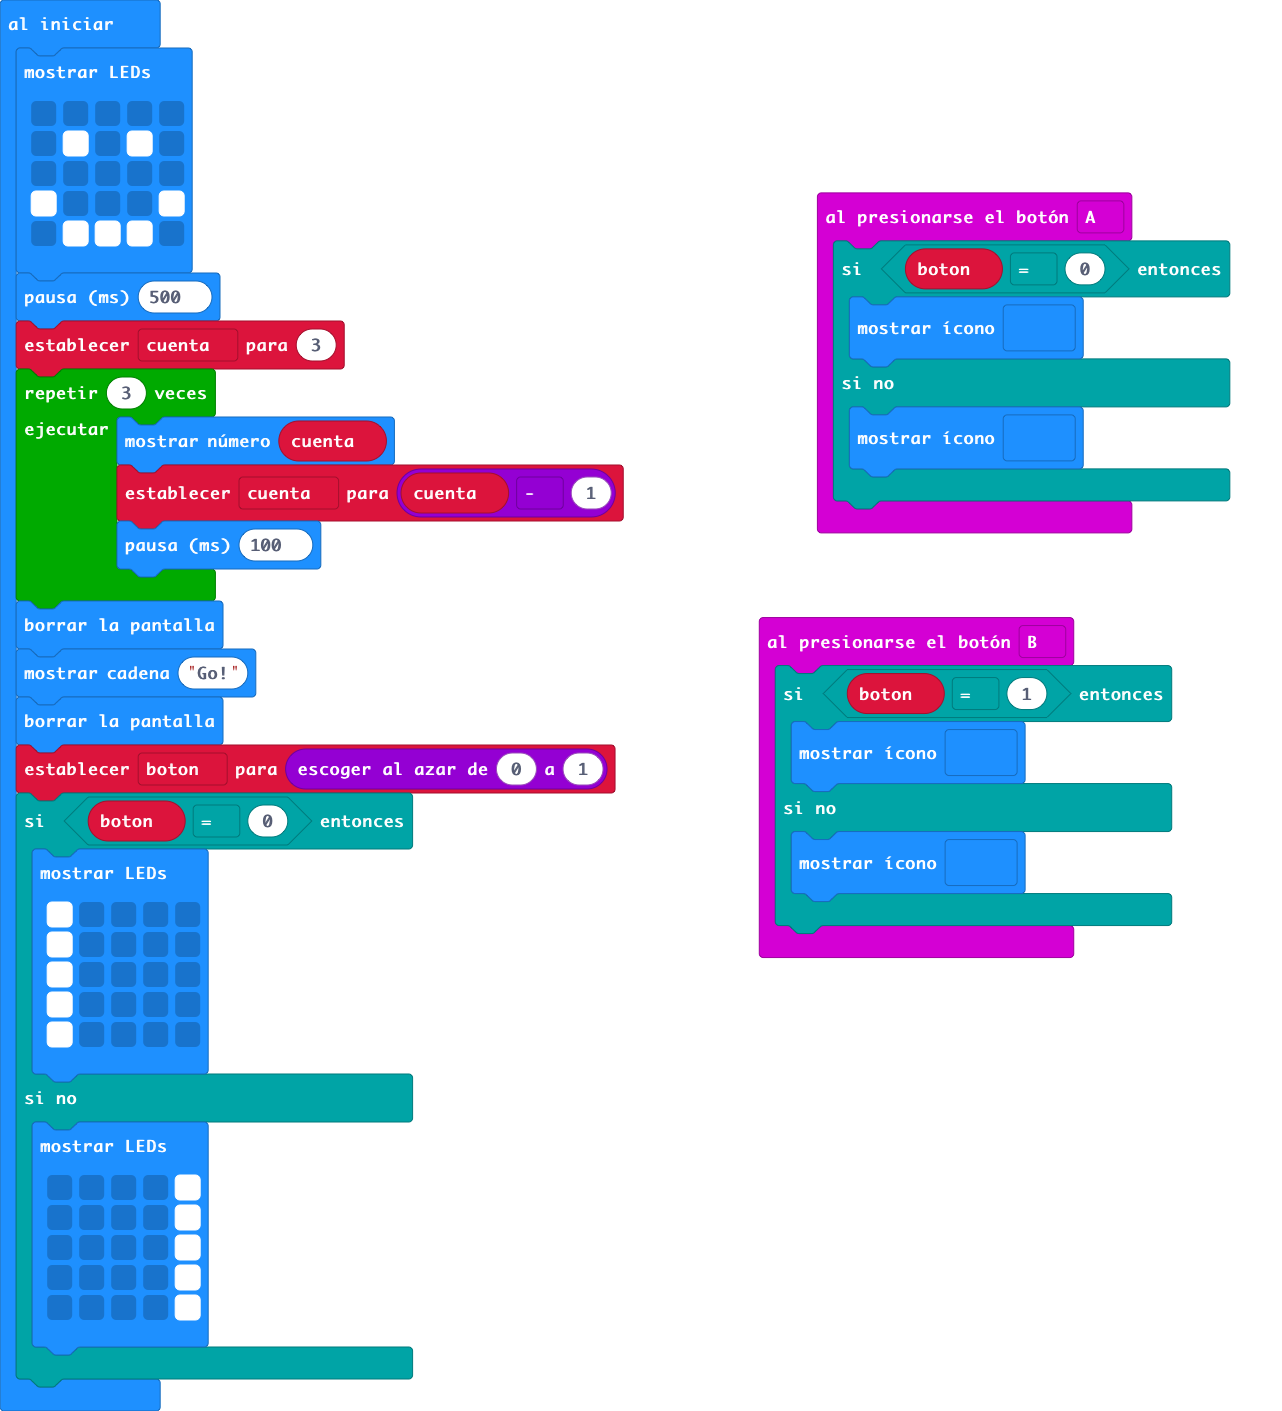 al iniciar
mostrar LEDs
pausa (ms) 500
establecer cuenta para 3
repetir 3 veces
ejecutar
mostrar número cuenta
establecer cuenta para cuenta - 1
pausa (ms) 100
borrar la pantalla
mostrar cadena "Go!"
borrar la pantalla
establecer boton para escoger al azar de 0 a 1
si boton = 0 entonces
mostrar LEDs
si no
mostrar LEDs
al presionarse el botón A
si boton = 0 entonces
mostrar ícono
si no
mostrar ícono
al presionarse el botón B
si boton = 1 entonces
mostrar ícono
si no
mostrar ícono